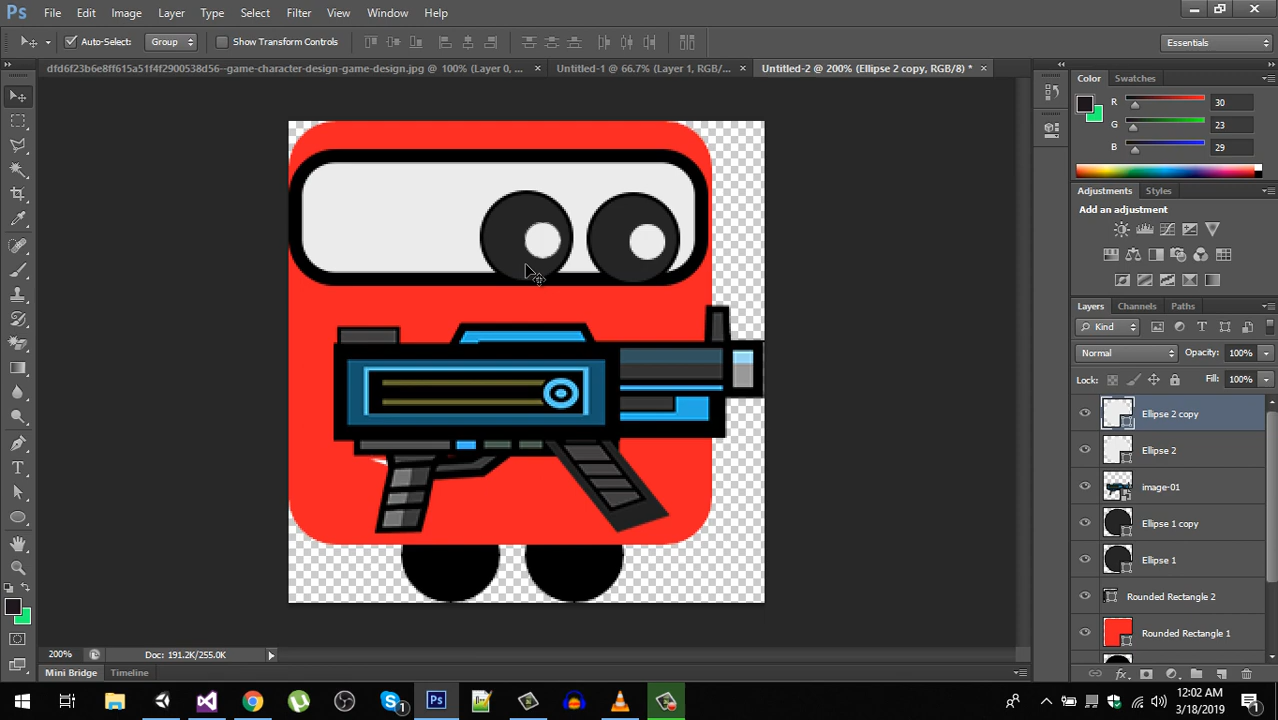 Ps File Edit Image Layer Type Select Filter View Window Help
Auto-Select: Group Show Transform Controls Essentials
dfd6f23b6e8ff615a51f4f2900538d56--game-character-design-game-design.jpg @ 100% (Layer 0, ... × Untitled-1 @ 66.7% (Layer 1, RGB/... × Untitled-2 @ 200% (Ellipse 2 copy, RGB/8) * ×
Color Swatches
R 30
G 23
B 29
Adjustments Styles
Add an adjustment
Layers Channels Paths
Kind
Normal Opacity: 100%
Lock: Fill: 100%
Ellipse 2 copy
Ellipse 2
image-01
Ellipse 1 copy
Ellipse 1
Rounded Rectangle 2
Rounded Rectangle 1
200% Doc: 191.2K/255.0K
Mini Bridge Timeline
Ps 1 12:02 AM
3/18/2019